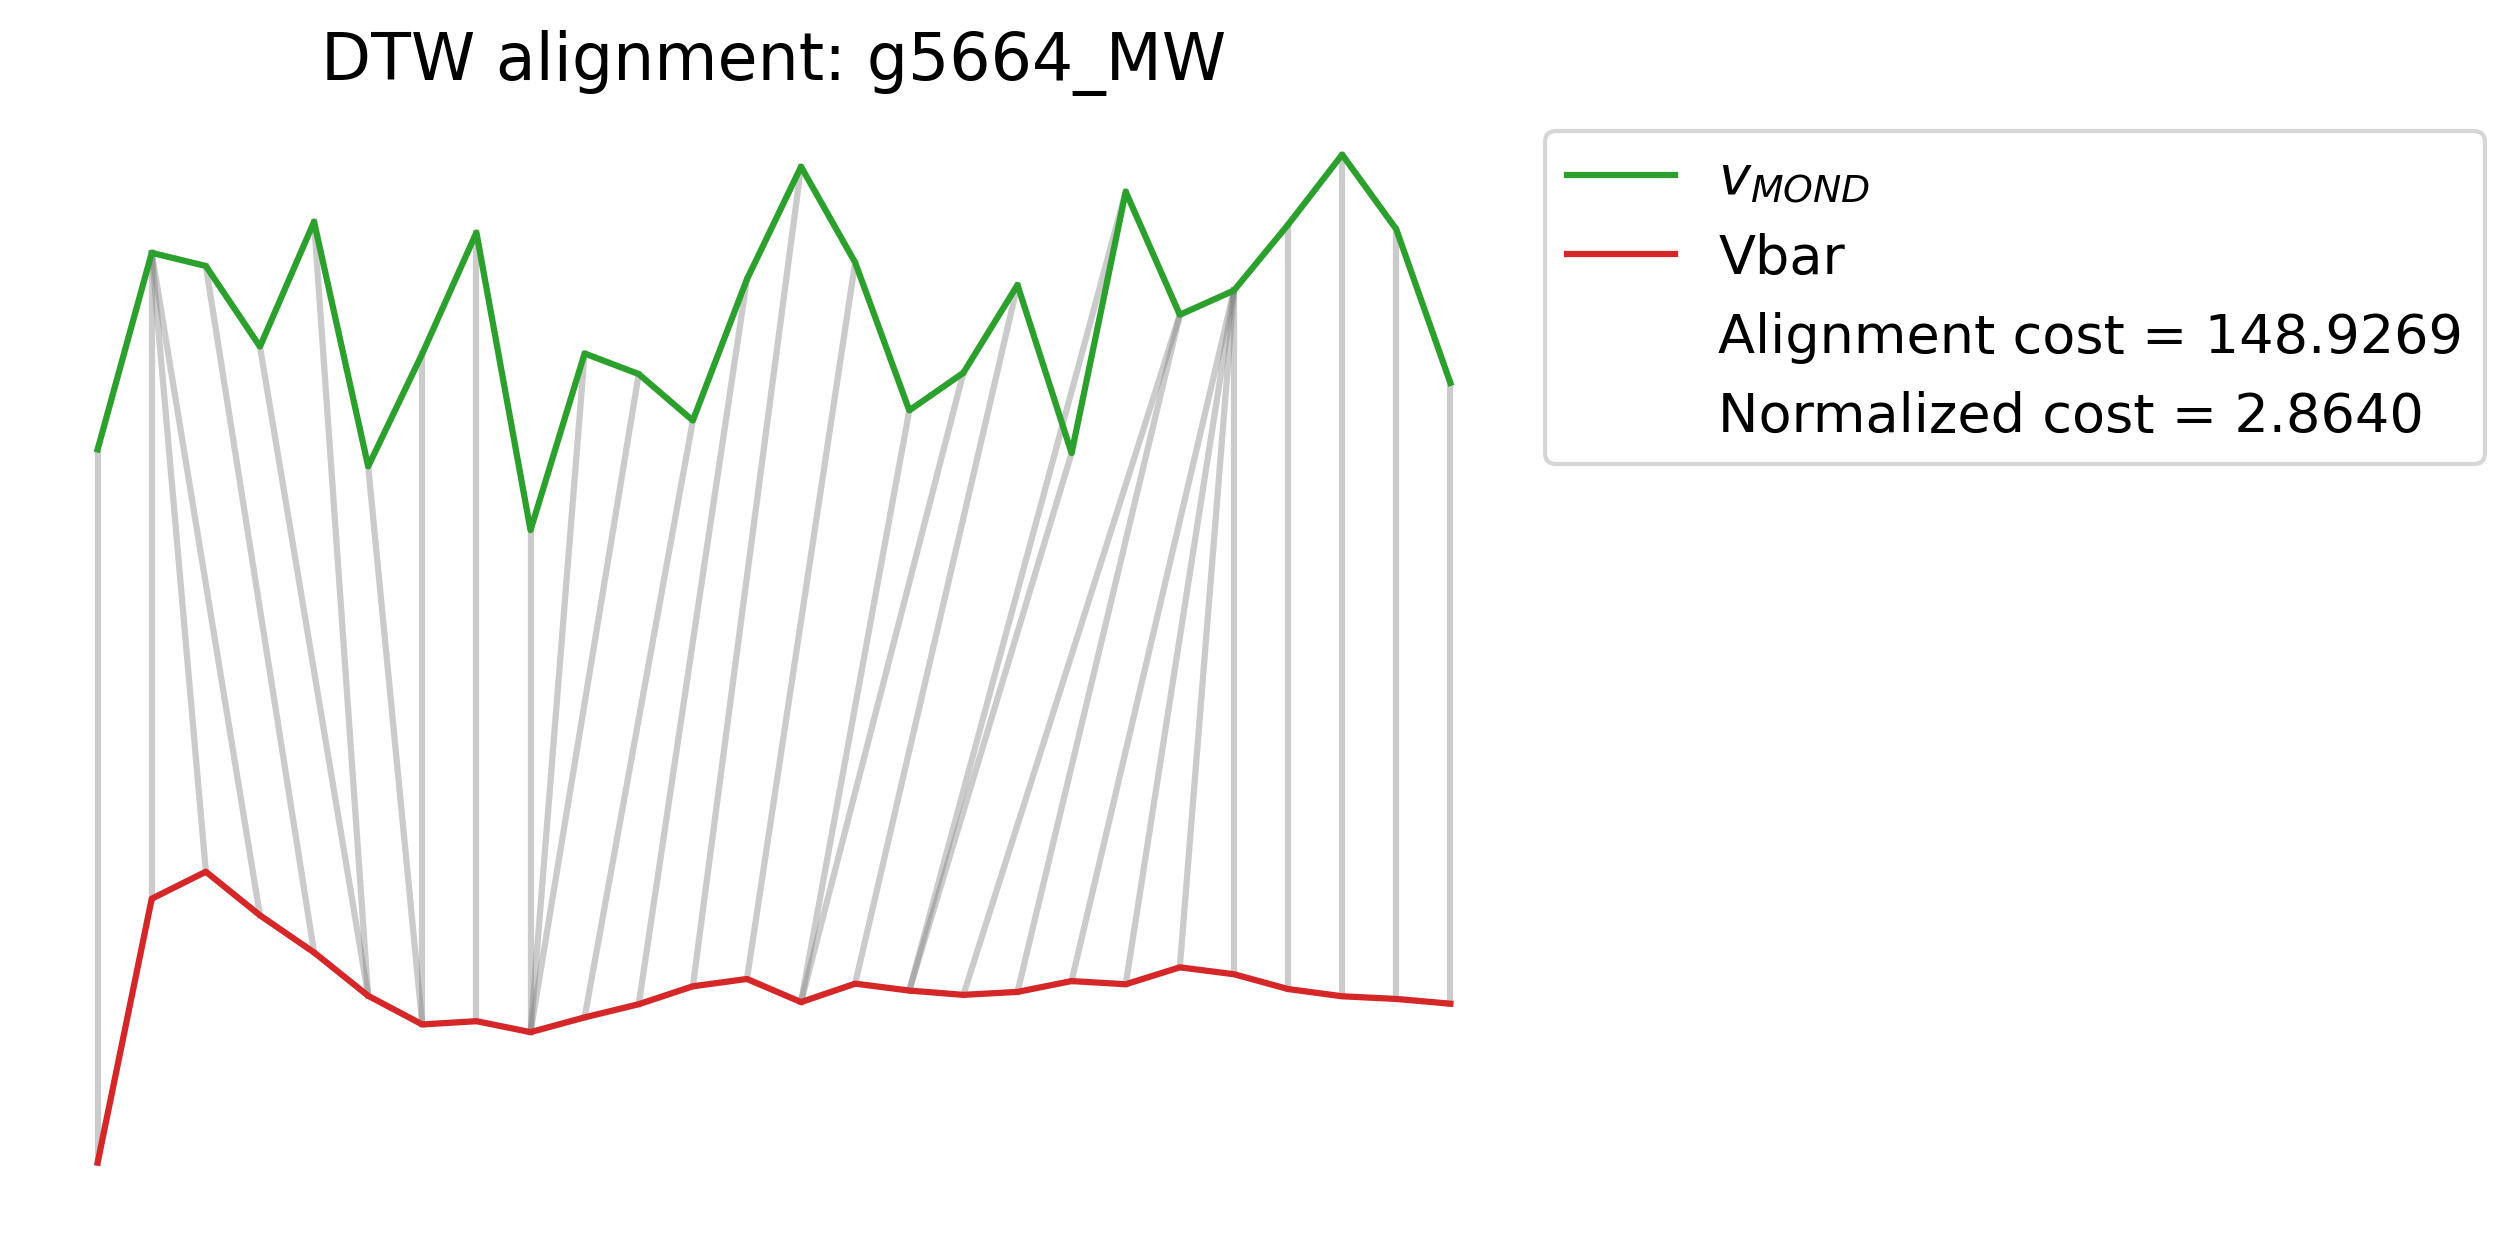 DTW alignment: g5664_MW
v_MOND
Vbar
Alignment cost = 148.9269
Normalized cost = 2.8640